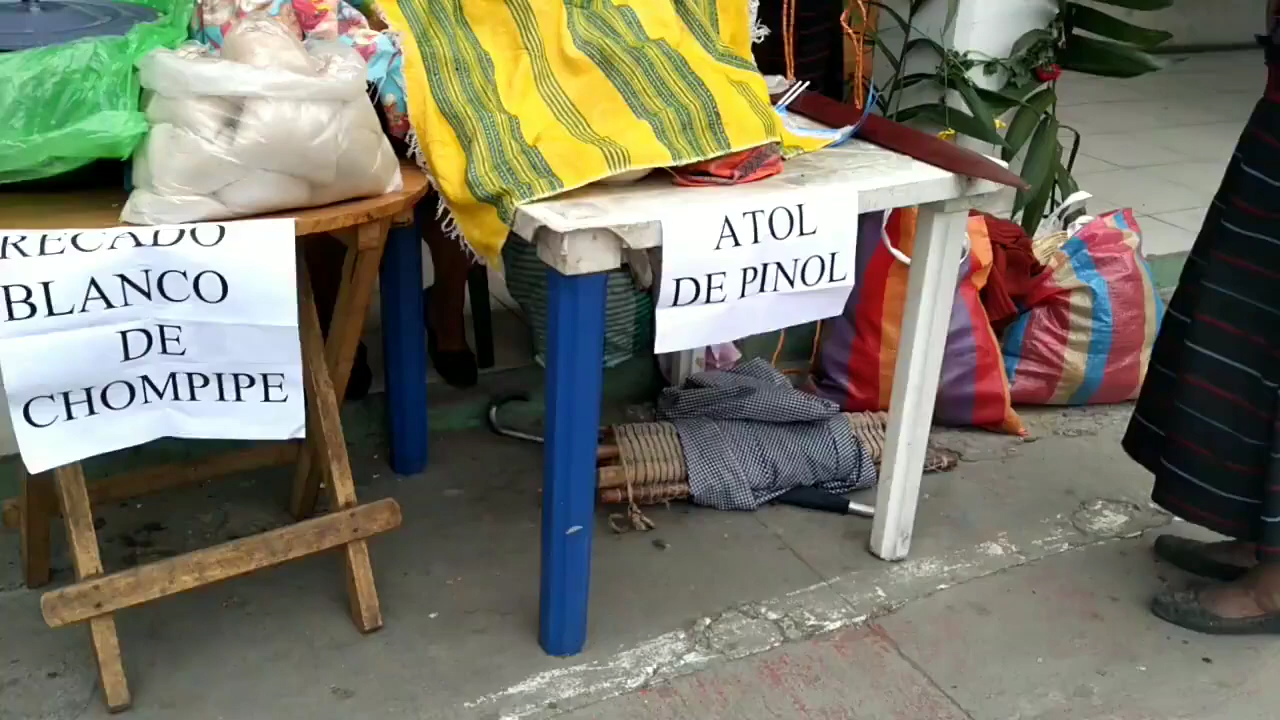 RECADO
BLANCO
DE
CHOMPIPE
ATOL
DE PINOL